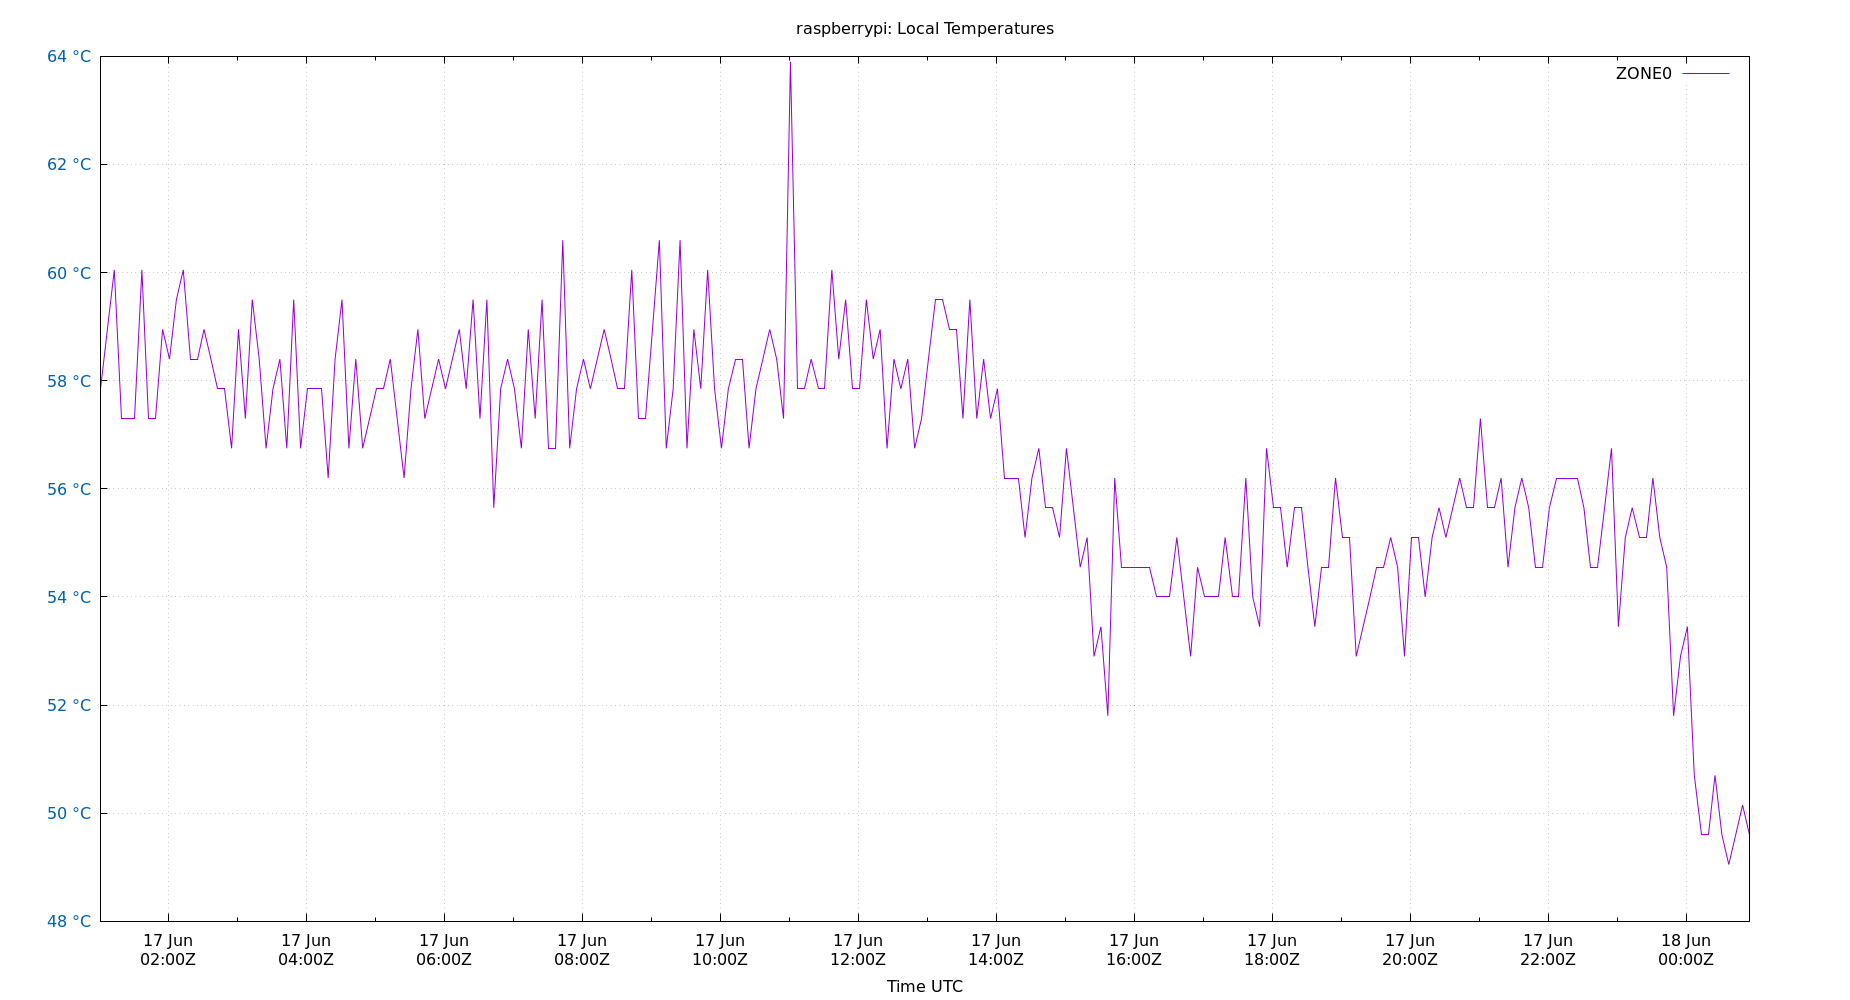 raspberrypi: Local Temperatures
ZONE0
64 °C
62 °C
60 °C
58 °C
56 °C
54 °C
52 °C
50 °C
48 °C
17 Jun 17 Jun 17 Jun 17 Jun 17 Jun 17 Jun 17 Jun 17 Jun 17 Jun 17 Jun 17 Jun 18 Jun
02:00Z 04:00Z 06:00Z 08:00Z 10:00Z 12:00Z 14:00Z 16:00Z 18:00Z 20:00Z 22:00Z 00:00Z
Time UTC